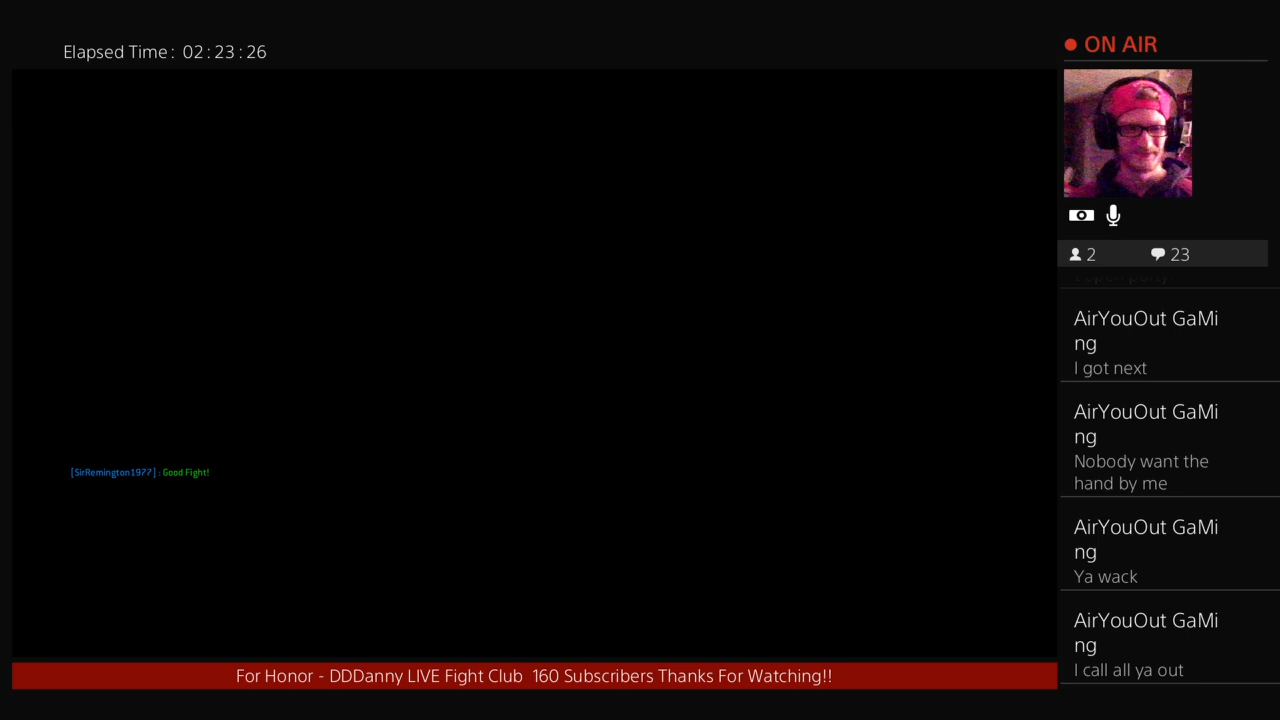 Elapsed Time: 02:23:26
ON AIR
2 23
AirYouOut GaMi
ng
I got next
AirYouOut GaMi
ng
Nobody want the
hand by me
AirYouOut GaMi
ng
Ya wack
AirYouOut GaMi
ng
I call all ya out
[SirRemington1977] : Good Fight!
For Honor - DDDanny LIVE Fight Club 160 Subscribers Thanks For Watching!!